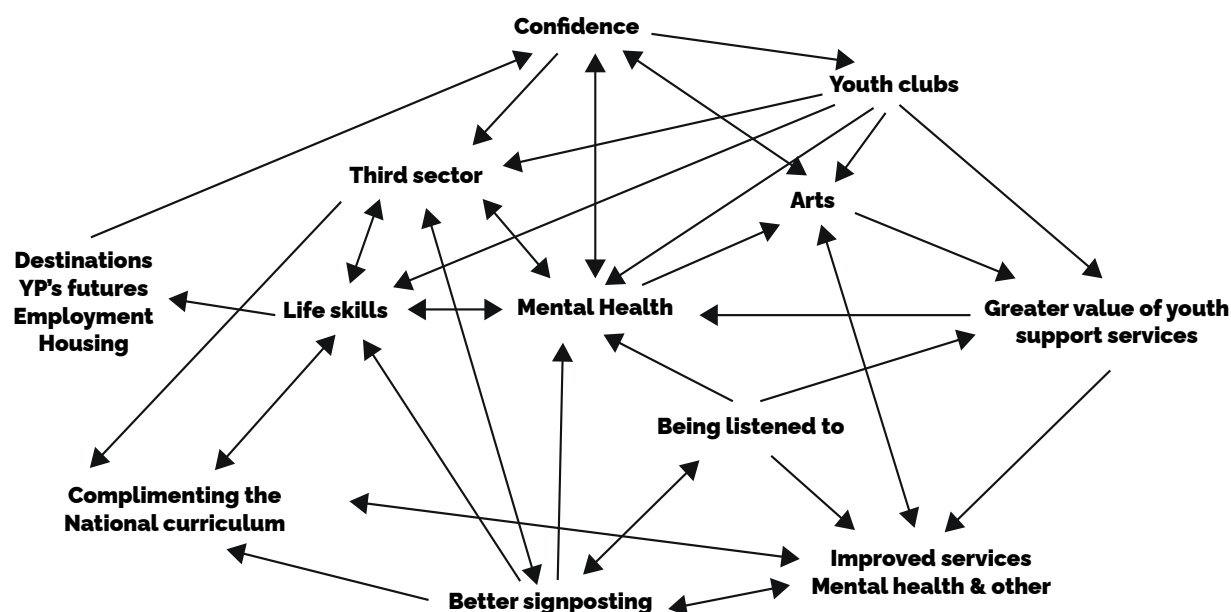 Confidence
Youth clubs
Third sector
Arts
Destinations
YP's futures
Employment
Housing
Life skills
Mental Health
Greater value of youth
support services
Being listened to
Complimenting the
National curriculum
Improved services
Mental health & other
Better signposting